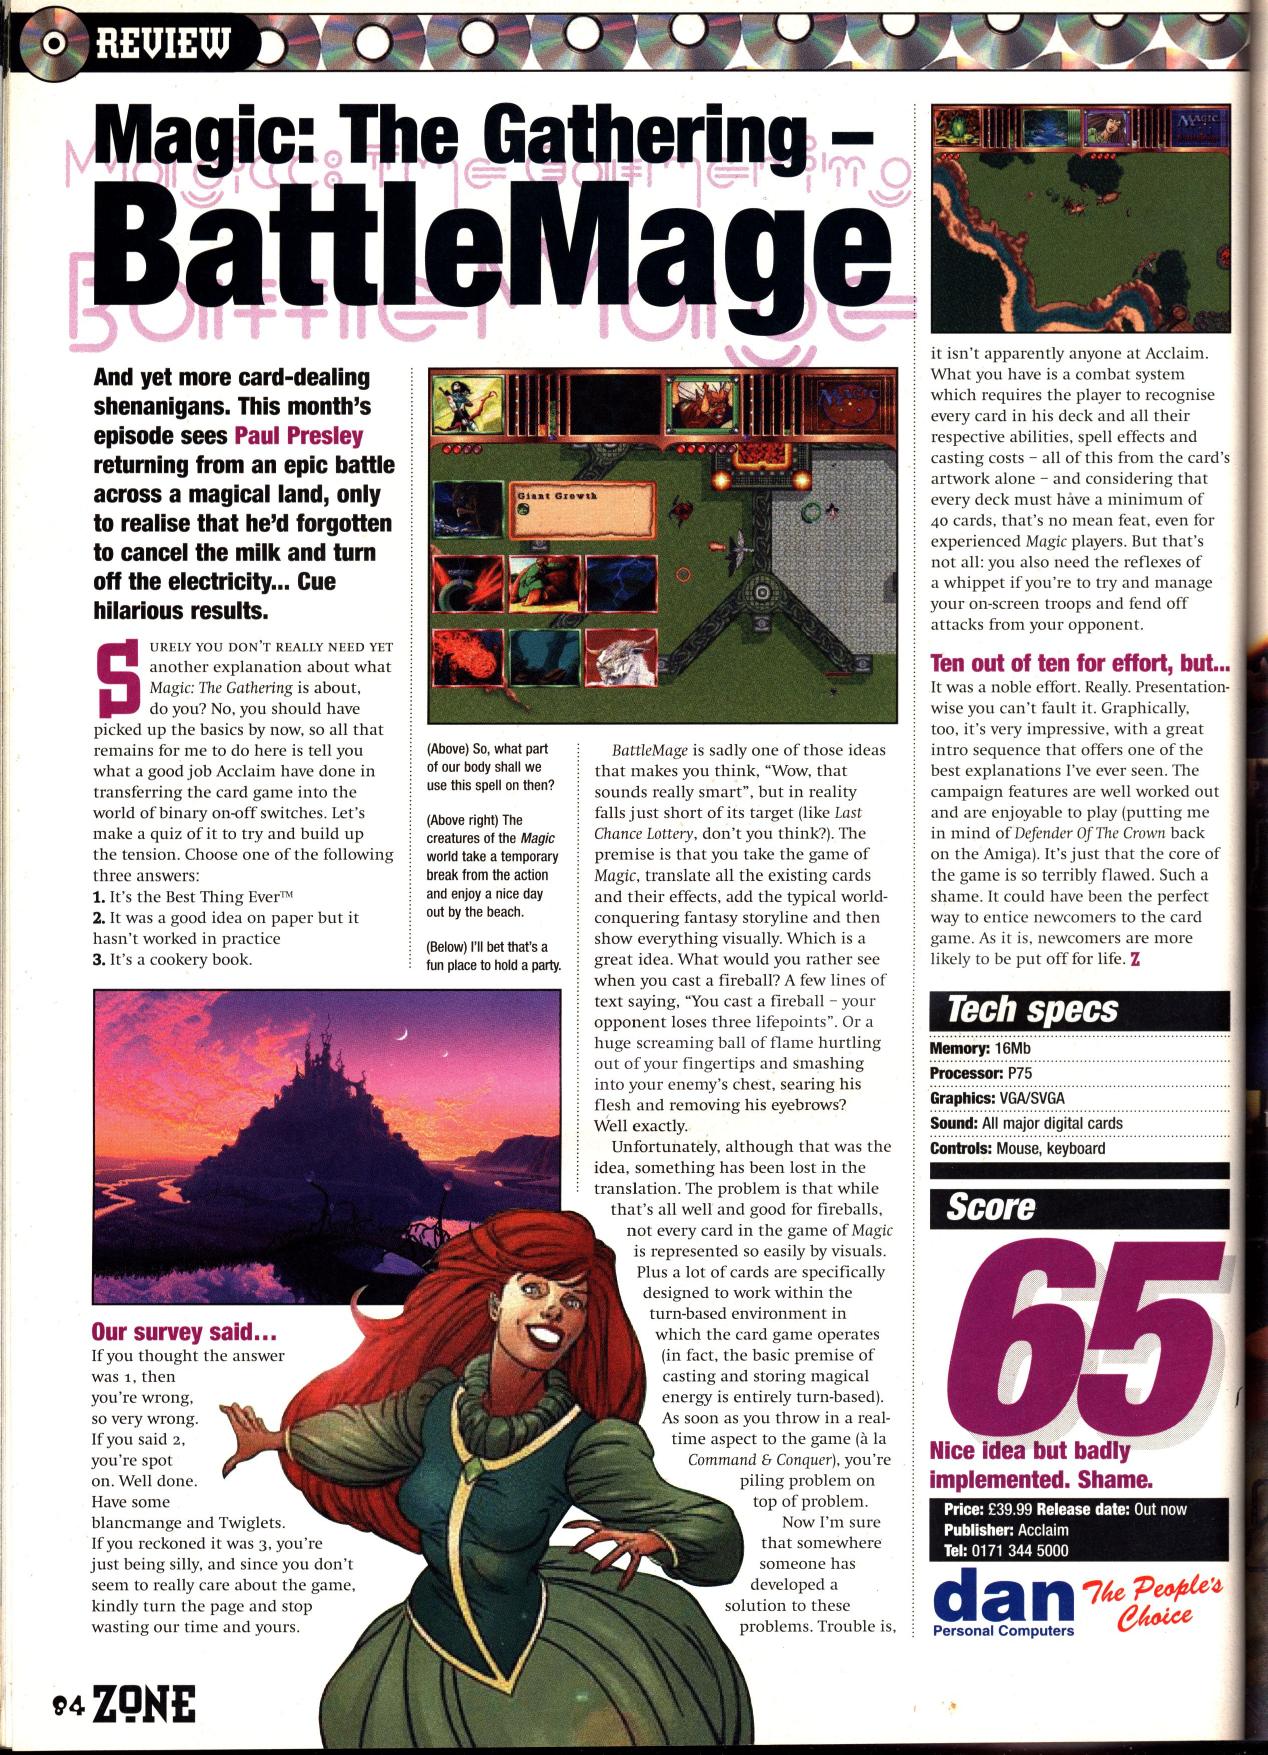 REVIEW
Magic: The Gathering –
BattleMage
And yet more card-dealing
shenanigans. This month's
episode sees Paul Presley
returning from an epic battle
across a magical land, only
to realise that he'd forgotten
to cancel the milk and turn
off the electricity... Cue
hilarious results.
SURELY YOU DON'T REALLY NEED YET
another explanation about what
Magic: The Gathering is about,
do you? No, you should have
picked up the basics by now, so all that
remains for me to do here is tell you
what a good job Acclaim have done in
transferring the card game into the
world of binary on-off switches. Let's
make a quiz of it to try and build up
the tension. Choose one of the following
three answers:
1. It's the Best Thing Ever™
2. It was a good idea on paper but it
hasn't worked in practice
3. It's a cookery book.
Our survey said...
If you thought the answer
was 1, then
you're wrong,
so very wrong.
If you said 2,
you're spot
on. Well done.
Have some
blancmange and Twiglets.
If you reckoned it was 3, you're
just being silly, and since you don't
seem to really care about the game,
kindly turn the page and stop
wasting our time and yours.
Giant Growth
MAGIC
(Above) So, what part
of our body shall we
use this spell on then?
(Above right) The
creatures of the Magic
world take a temporary
break from the action
and enjoy a nice day
out by the beach.
(Below) I'll bet that's a
fun place to hold a party.
BattleMage is sadly one of those ideas
that makes you think, "Wow, that
sounds really smart", but in reality
falls just short of its target (like Last
Chance Lottery, don't you think?). The
premise is that you take the game of
Magic, translate all the existing cards
and their effects, add the typical world-
conquering fantasy storyline and then
show everything visually. Which is a
great idea. What would you rather see
when you cast a fireball? A few lines of
text saying, "You cast a fireball – your
opponent loses three lifepoints". Or a
huge screaming ball of flame hurtling
out of your fingertips and smashing
into your enemy's chest, searing his
flesh and removing his eyebrows?
Well exactly.
Unfortunately, although that was the
idea, something has been lost in the
translation. The problem is that while
that's all well and good for fireballs,
not every card in the game of Magic
is represented so easily by visuals.
Plus a lot of cards are specifically
designed to work within the
turn-based environment in
which the card game operates
(in fact, the basic premise of
casting and storing magical
energy is entirely turn-based).
As soon as you throw in a real-
time aspect to the game (à la
Command & Conquer), you're
piling problem on
top of problem.
Now I'm sure
that somewhere
someone has
developed a
solution to these
problems. Trouble is,
MAGIC
it isn't apparently anyone at Acclaim.
What you have is a combat system
which requires the player to recognise
every card in his deck and all their
respective abilities, spell effects and
casting costs – all of this from the card's
artwork alone – and considering that
every deck must have a minimum of
40 cards, that's no mean feat, even for
experienced Magic players. But that's
not all: you also need the reflexes of
a whippet if you're to try and manage
your on-screen troops and fend off
attacks from your opponent.
Ten out of ten for effort, but...
It was a noble effort. Really. Presentation-
wise you can't fault it. Graphically,
too, it's very impressive, with a great
intro sequence that offers one of the
best explanations I've ever seen. The
campaign features are well worked out
and are enjoyable to play (putting me
in mind of Defender Of The Crown back
on the Amiga). It's just that the core of
the game is so terribly flawed. Such a
shame. It could have been the perfect
way to entice newcomers to the card
game. As it is, newcomers are more
likely to be put off for life. Z
Tech specs
Memory: 16Mb
Processor: P75
Graphics: VGA/SVGA
Sound: All major digital cards
Controls: Mouse, keyboard
Score
65
Nice idea but badly
implemented. Shame.
Price: £39.99 Release date: Out now
Publisher: Acclaim
Tel: 0171 344 5000
dan
Personal Computers
The People's
Choice
84 ZONE